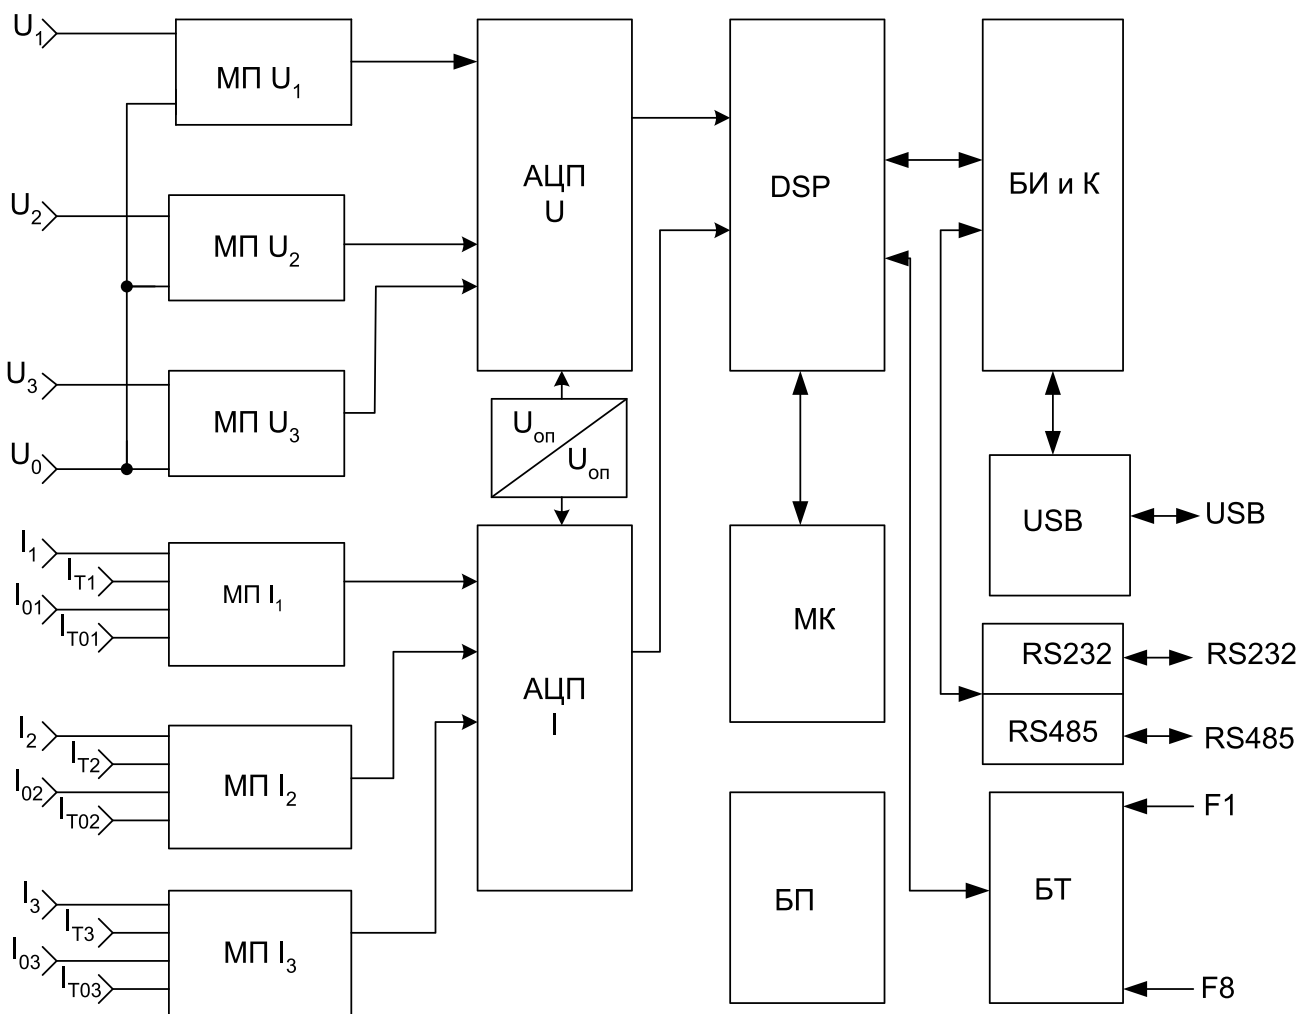 U1
МП U1
U2
МП U2
U3
МП U3
U0
АЦП
U
Uоп
Uоп
DSP
БИ и К
USB
USB
I1
IT1
I01
IT01
МП I1
I2
IT2
I02
IT02
МП I2
I3
IT3
I03
IT03
МП I3
АЦП
I
МК
RS232
RS232
RS485
RS485
БП
БТ
F1
F8